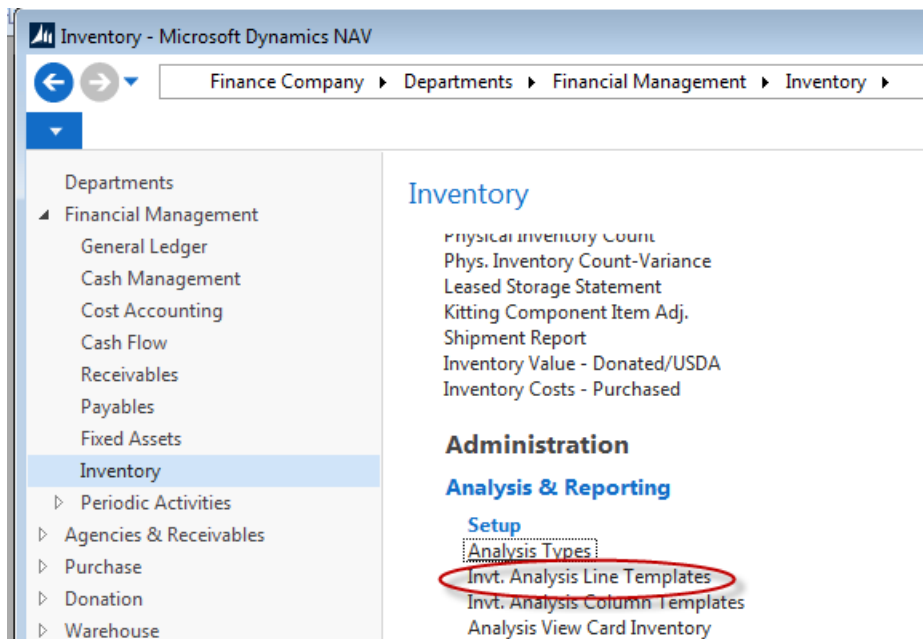 Inventory - Microsoft Dynamics NAV
Finance Company Departments Financial Management Inventory
Departments
Financial Management
General Ledger
Cash Management
Cost Accounting
Cash Flow
Receivables
Payables
Fixed Assets
Inventory
Periodic Activities
Agencies & Receivables
Purchase
Donation
Warehouse
Inventory
Physical Inventory Count
Phys. Inventory Count-Variance
Leased Storage Statement
Kitting Component Item Adj.
Shipment Report
Inventory Value - Donated/USDA
Inventory Costs - Purchased
Administration
Analysis & Reporting
Setup
Analysis Types
Invt. Analysis Line Templates
Invt. Analysis Column Templates
Analysis View Card Inventory